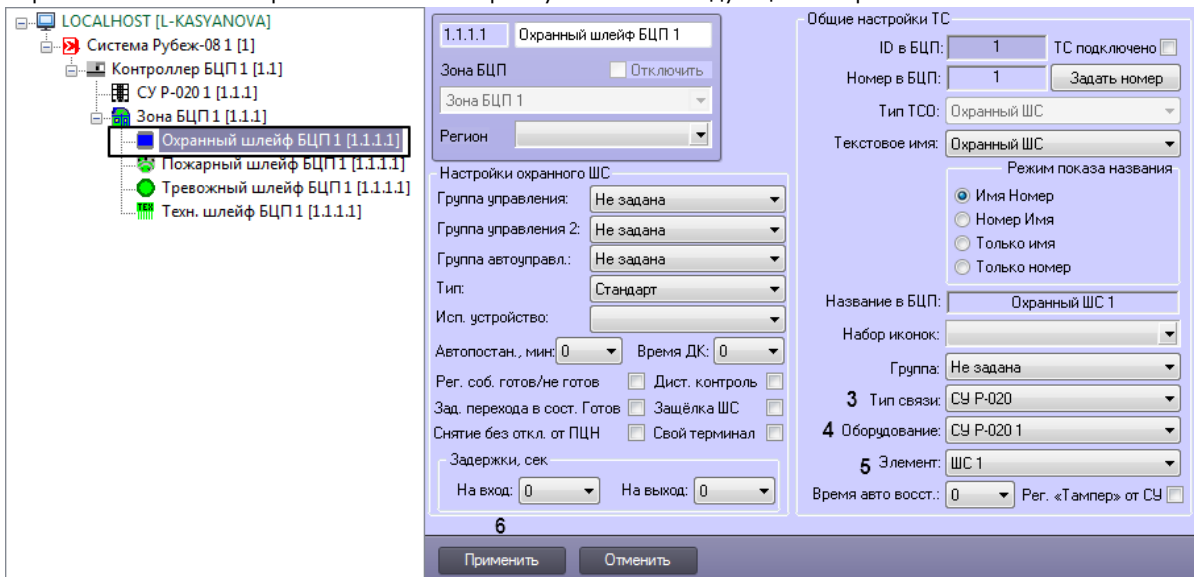 LOCALHOST [L-KASYANOVA]
Система Рубеж-08 1 [1]
Контроллер БЦП 1 [1.1]
СУ Р-020 1 [1.1.1]
Зона БЦП 1 [1.1.1]
Охранный шлейф БЦП 1 [1.1.1.1]
Пожарный шлейф БЦП 1 [1.1.1.1]
Тревожный шлейф БЦП 1 [1.1.1.1]
Техн. шлейф БЦП 1 [1.1.1.1]
1.1.1.1 Охранный шлейф БЦП 1
Зона БЦП Отключить
Зона БЦП 1
Регион
Настройки охранного ШС
Группа управления: Не задана
Группа управления 2: Не задана
Группа автоуправл.: Не задана
Тип: Стандарт
Исп. устройство:
Автопостан., мин: 0 Время ДК: 0
Рег. соб. готов/не готов Дист. контроль
Зад. перехода в сост. Готов Защёлка ШС
Снятие без откл. от ПЦН Свой терминал
Задержки, сек
На вход: 0 На выход: 0
6
Применить Отменить
Общие настройки ТС
ID в БЦП: 1 ТС подключено
Номер в БЦП: 1 Задать номер
Тип ТСО: Охранный ШС
Текстовое имя: Охранный ШС
Режим показа названия
Имя Номер
Номер Имя
Только имя
Только номер
Название в БЦП: Охранный ШС 1
Набор иконок:
Группа: Не задана
3 Тип связи: СУ Р-020
4 Оборудование: СУ Р-020 1
5 Элемент: ШС 1
Время авто восст.: 0 Рег. «Тампер» от СУ